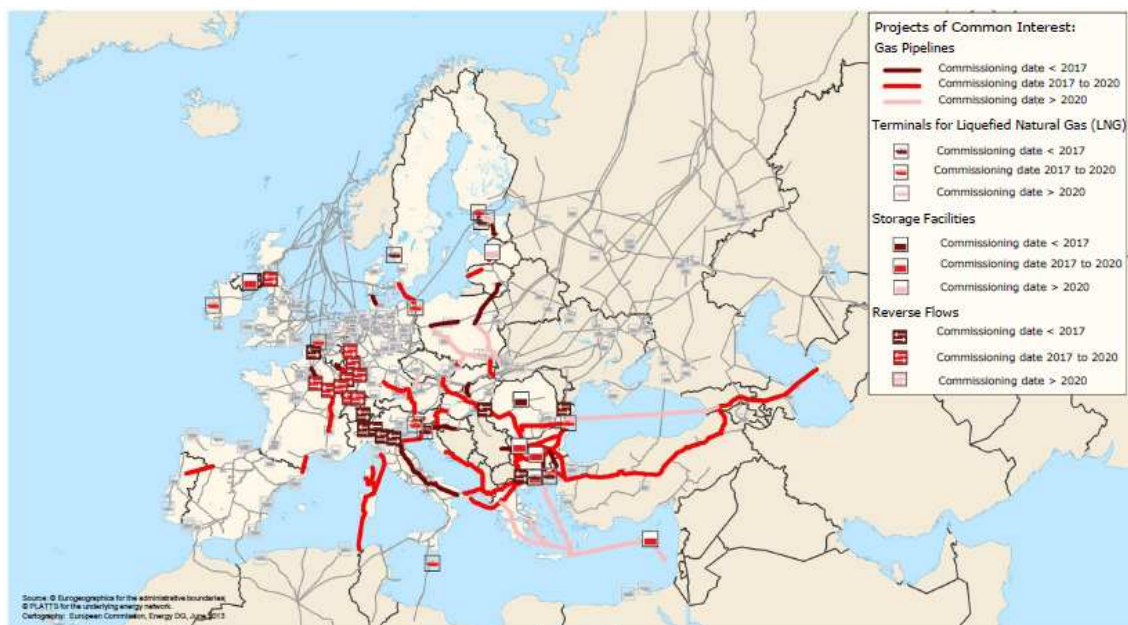 Projects of Common Interest:
Gas Pipelines
Commissioning date < 2017
Commissioning date 2017 to 2020
Commissioning date > 2020
Terminals for Liquefied Natural Gas (LNG)
Commissioning date < 2017
Commissioning date 2017 to 2020
Commissioning date > 2020
Storage Facilities
Commissioning date < 2017
Commissioning date 2017 to 2020
Commissioning date > 2020
Reverse Flows
Commissioning date < 2017
Commissioning date 2017 to 2020
Commissioning date > 2020
Source: © Eurogeographics for the administrative boundaries;
© PLATTS for the underlying energy network.
Cartography: European Commission, Energy DG, June 2013